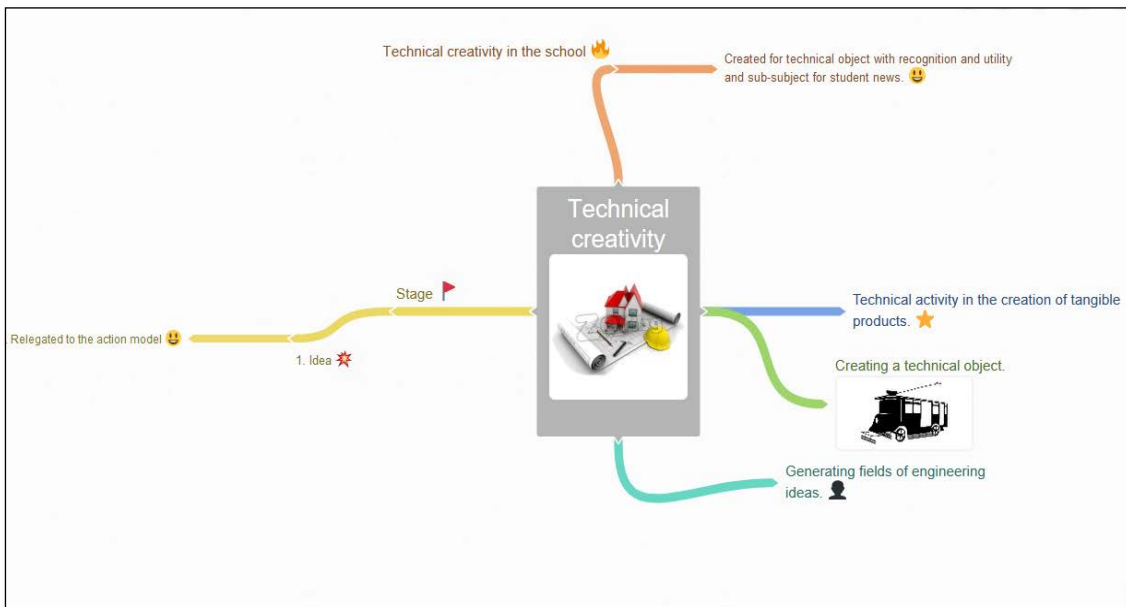 Technical creativity in the school
Created for technical object with recognition and utility
and sub-subject for student news.
Technical
creativity
Stage
1. Idea
Relegated to the action model
Technical activity in the creation of tangible
products.
Creating a technical object.
Generating fields of engineering
ideas.